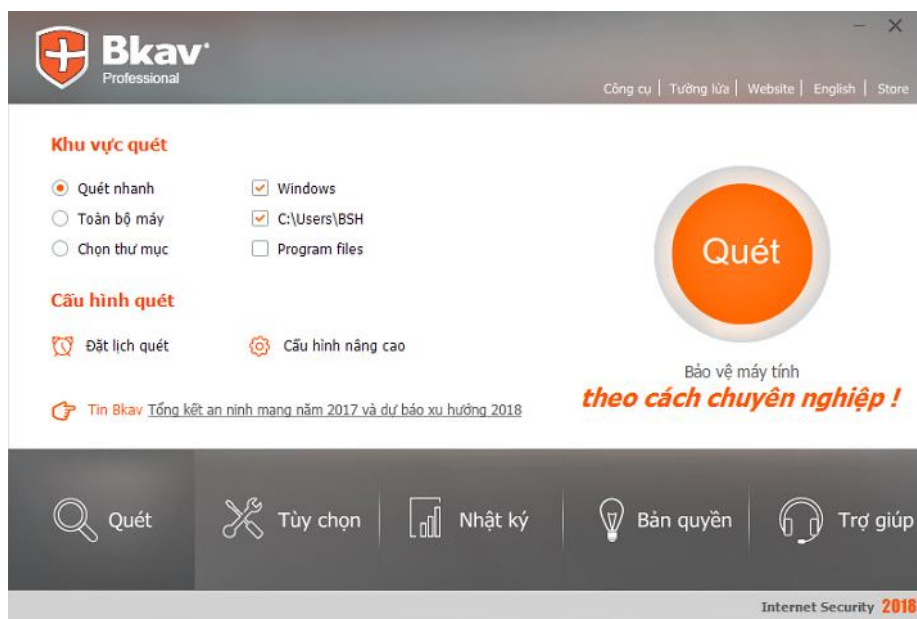 Bkav
Professional
Công cụ | Tường lửa | Website | English | Store
Khu vực quét
Quét nhanh
Windows
Toàn bộ máy
C:\Users\BSH
Chọn thư mục
Program files
Quét
Cấu hình quét
Đặt lịch quét
Cấu hình nâng cao
Bảo vệ máy tính
theo cách chuyên nghiệp !
Tin Bkav Tổng kết an ninh mạng năm 2017 và dự báo xu hướng 2018
Quét
Tùy chọn
Nhật ký
Bản quyền
Trợ giúp
Internet Security 2018